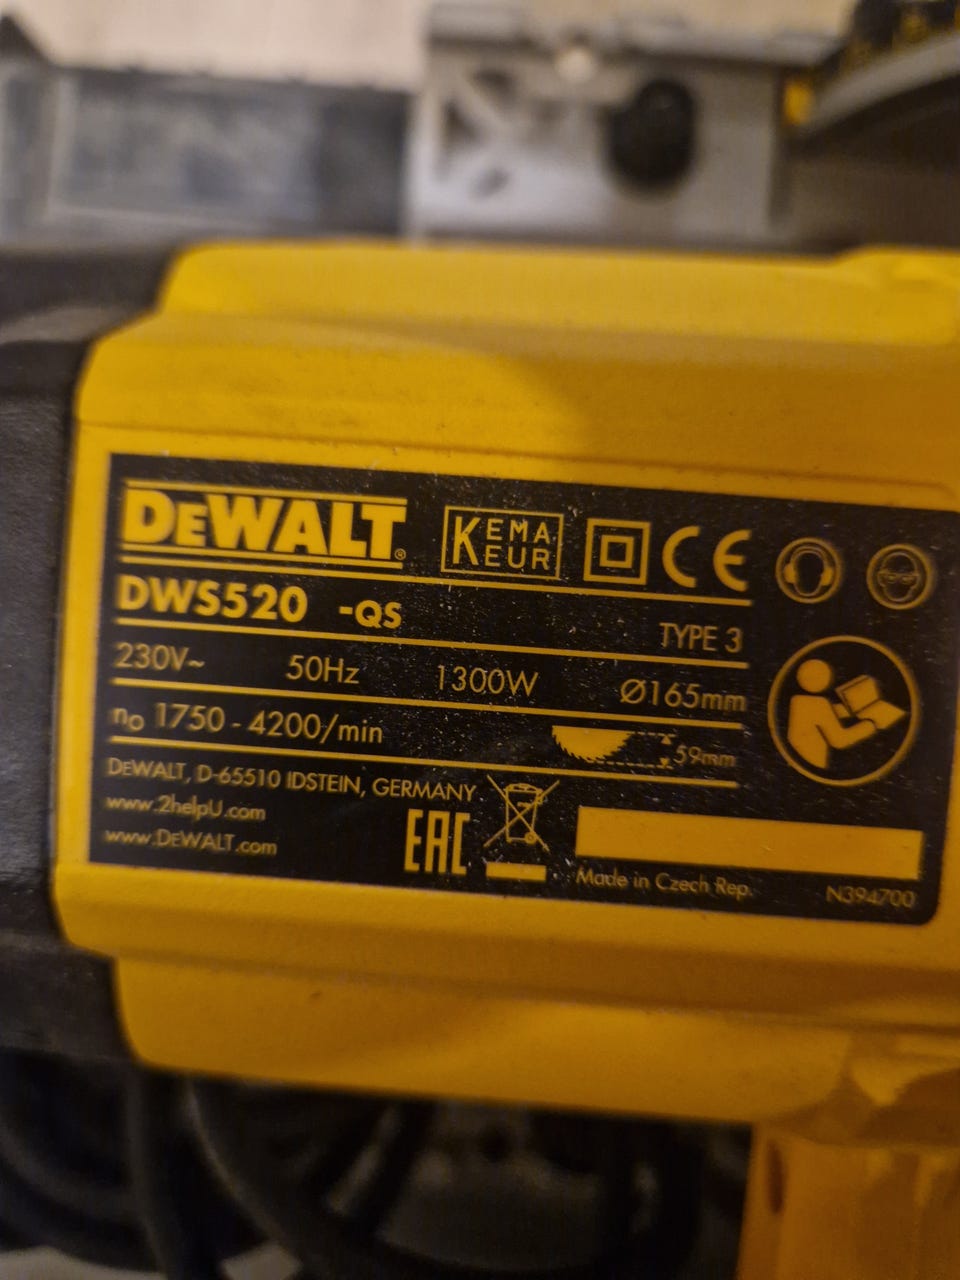 DEWALT®
KEMA
KEUR
CE
DWS520 -QS
TYPE 3
230V~ 50Hz 1300W Ø165mm
n₀ 1750 - 4200/min
59mm
DEWALT, D-65510 IDSTEIN, GERMANY
www.2helpU.com
www.DEWALT.com
EAC
Made in Czech Rep.
N394700